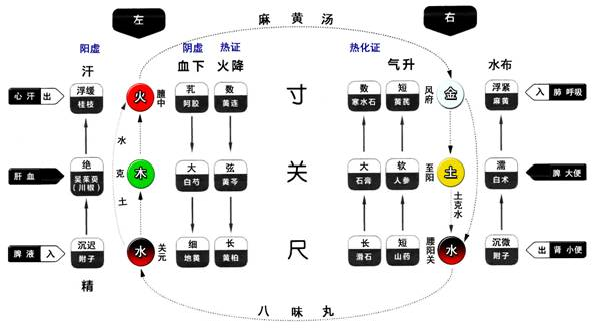 左
麻黄汤
右
阳虚
阴虚
热证
热化证
汗
血下
火降
气升
水布
心汗 出
浮缓
桂枝
火
膻中
芤
阿胶
数
黄连
寸
数
寒水石
短
黄芪
风府
金
浮紧
麻黄
入 肺 呼吸
水
克
土
肝血
绝
吴茱萸
(川椒)
木
大
白芍
弦
黄芩
关
大
石膏
软
人参
至阳
土
濡
白术
脾 大便
土克水
脾液 入
沉迟
附子
水
关元
细
地黄
长
黄柏
尺
长
滑石
短
山药
腰阳关
水
沉微
附子
出 肾 小便
精
八味丸